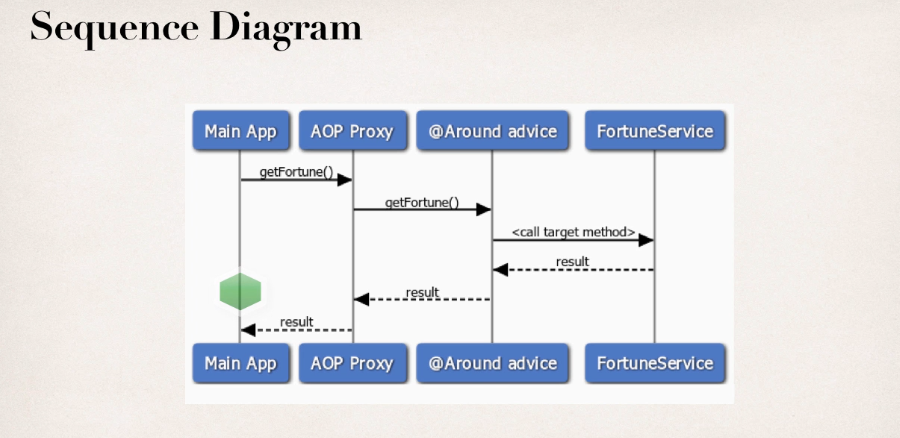 Sequence Diagram
Main App
AOP Proxy
@Around advice
FortuneService
getFortune()
getFortune()
<call target method>
result
result
result
Main App
AOP Proxy
@Around advice
FortuneService